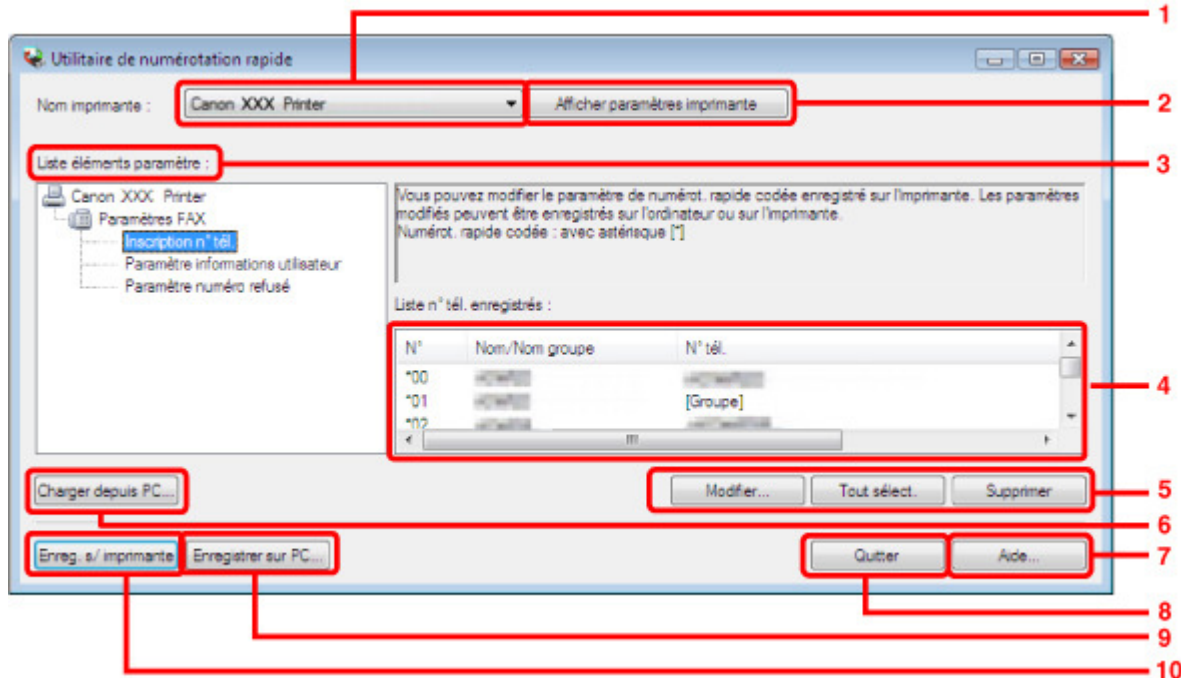 1
Utilitaire de numérotation rapide
Nom imprimante : Canon XXX Printer Afficher paramètres imprimante 2
Liste éléments paramètre : 3
Canon XXX Printer
Paramètres FAX
Inscription n° tél.
Paramètre informations utilisateur
Paramètre numéro refusé
Vous pouvez modifier le paramètre de numérot. rapide codée enregistré sur l'imprimante. Les paramètres
modifiés peuvent être enregistrés sur l'ordinateur ou sur l'imprimante.
Numérot. rapide codée : avec astérisque [*]
Liste n° tél. enregistrés :
N° Nom/Nom groupe N° tél.
*00
*01 [Groupe]
*02
4
Charger depuis PC... Modifier... Tout sélect. Supprimer 5
6
Enreg. s/ imprimante Enregistrer sur PC... Quitter Aide... 7
8
9
10